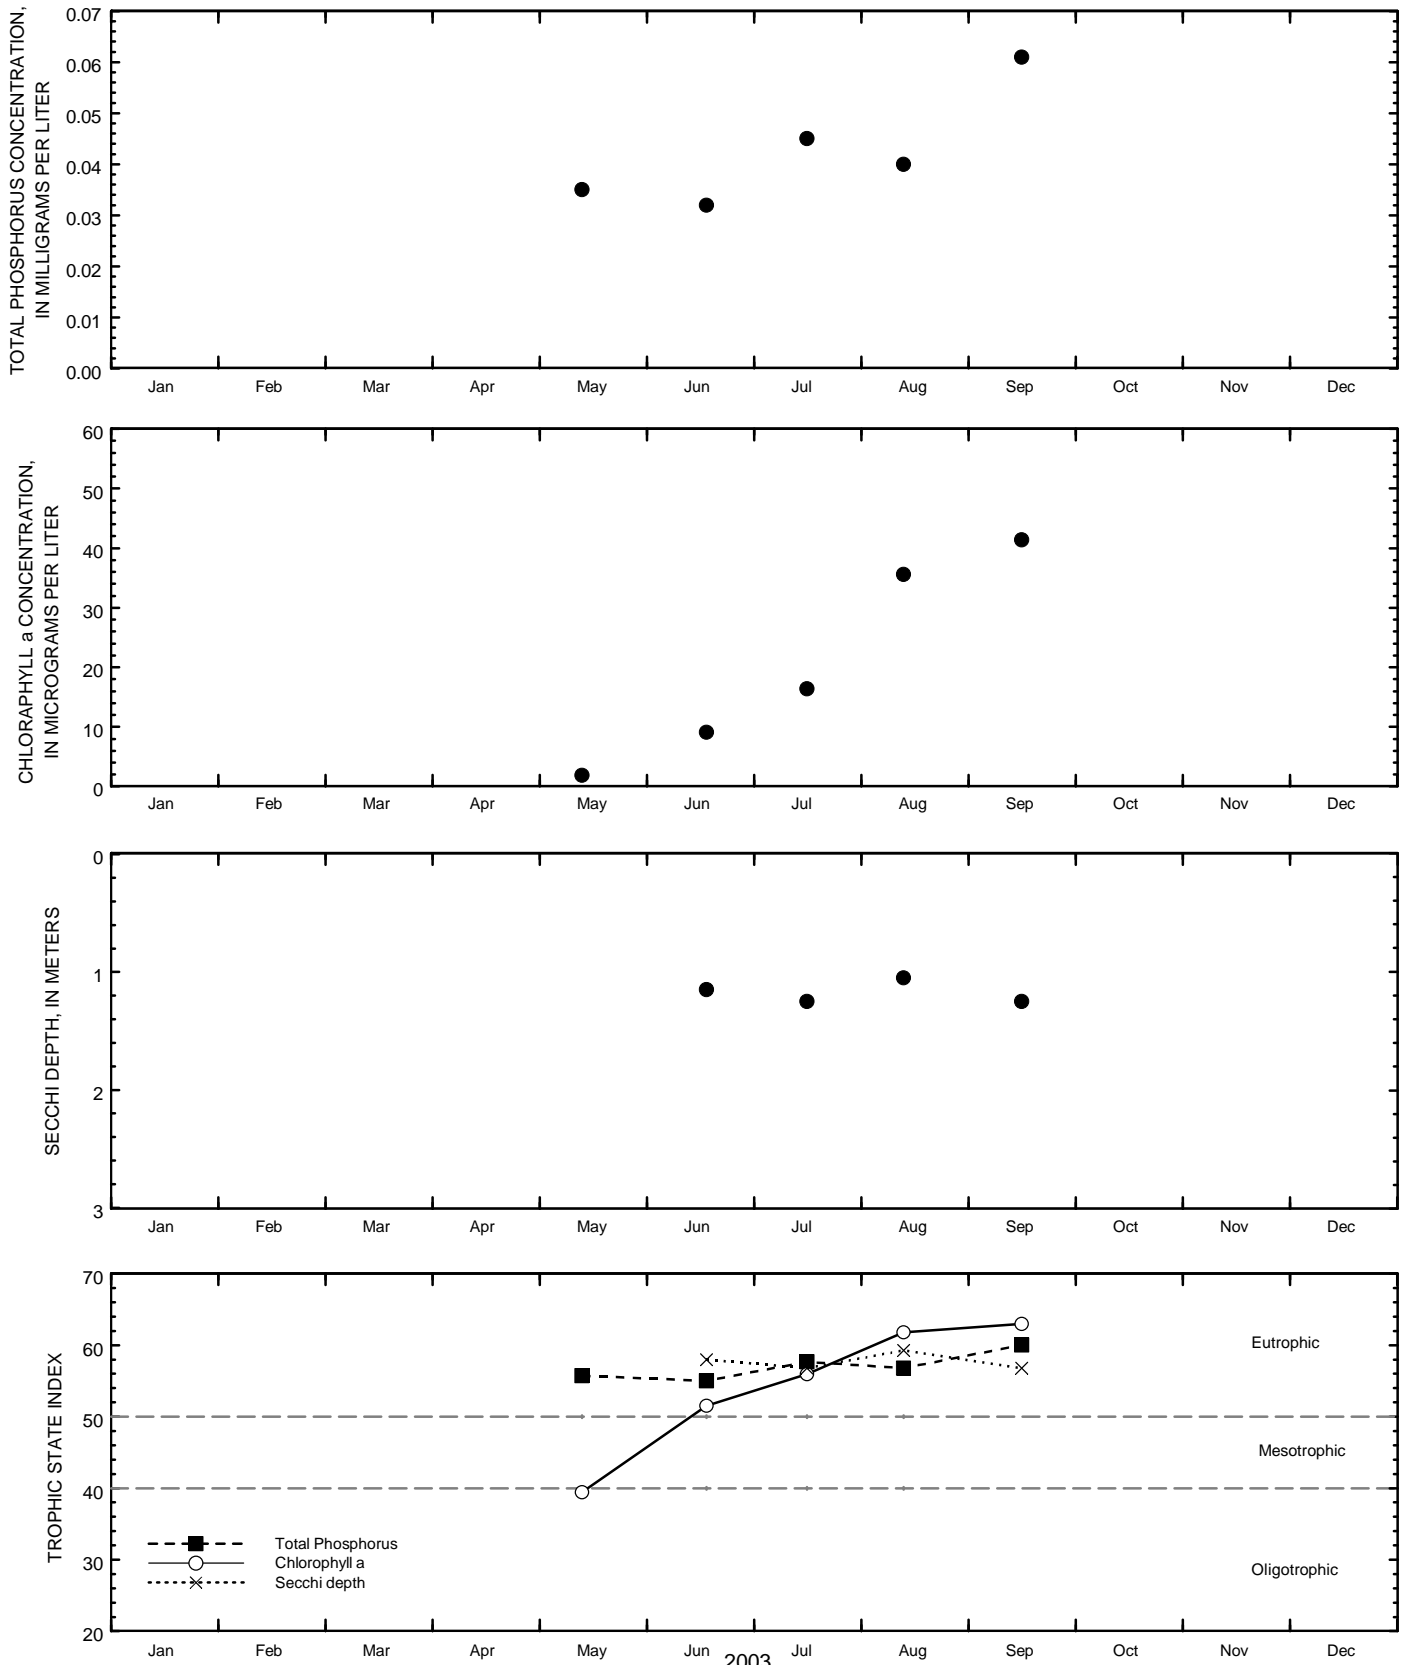 TOTAL PHOSPHORUS CONCENTRATION,
IN MILLIGRAMS PER LITER
0.07
0.06
0.05
0.04
0.03
0.02
0.01
0.00
Jan Feb Mar Apr May Jun Jul Aug Sep Oct Nov Dec
CHLORAPHYLL a CONCENTRATION,
IN MICROGRAMS PER LITER
60
50
40
30
20
10
0
Jan Feb Mar Apr May Jun Jul Aug Sep Oct Nov Dec
SECCHI DEPTH, IN METERS
0
1
2
3
Jan Feb Mar Apr May Jun Jul Aug Sep Oct Nov Dec
TROPHIC STATE INDEX
70
60
50
40
30
20
Eutrophic
Mesotrophic
Oligotrophic
Total Phosphorus
Chlorophyll a
Secchi depth
Jan Feb Mar Apr May Jun Jul Aug Sep Oct Nov Dec
2003